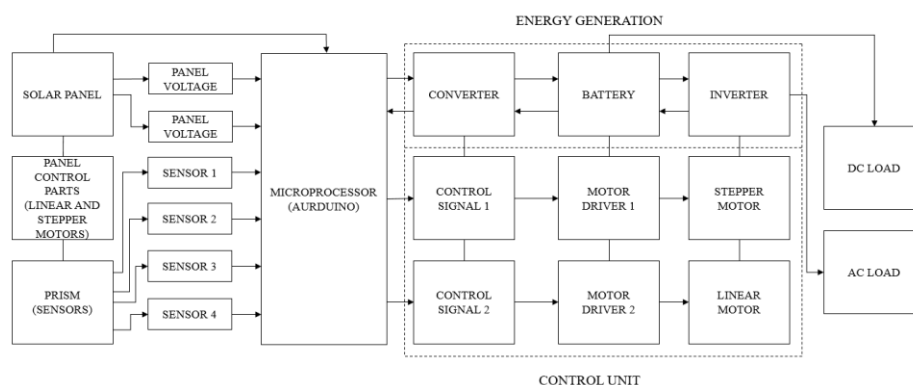 ENERGY GENERATION
SOLAR PANEL
PANEL
VOLTAGE
PANEL
VOLTAGE
PANEL
CONTROL
PARTS
(LINEAR AND
STEPPER
MOTORS)
SENSOR 1
SENSOR 2
SENSOR 3
SENSOR 4
PRISM
(SENSORS)
MICROPROCESSOR
(AURDUINO)
CONVERTER
BATTERY
INVERTER
CONTROL
SIGNAL 1
MOTOR
DRIVER 1
STEPPER
MOTOR
CONTROL
SIGNAL 2
MOTOR
DRIVER 2
LINEAR
MOTOR
DC LOAD
AC LOAD
CONTROL UNIT